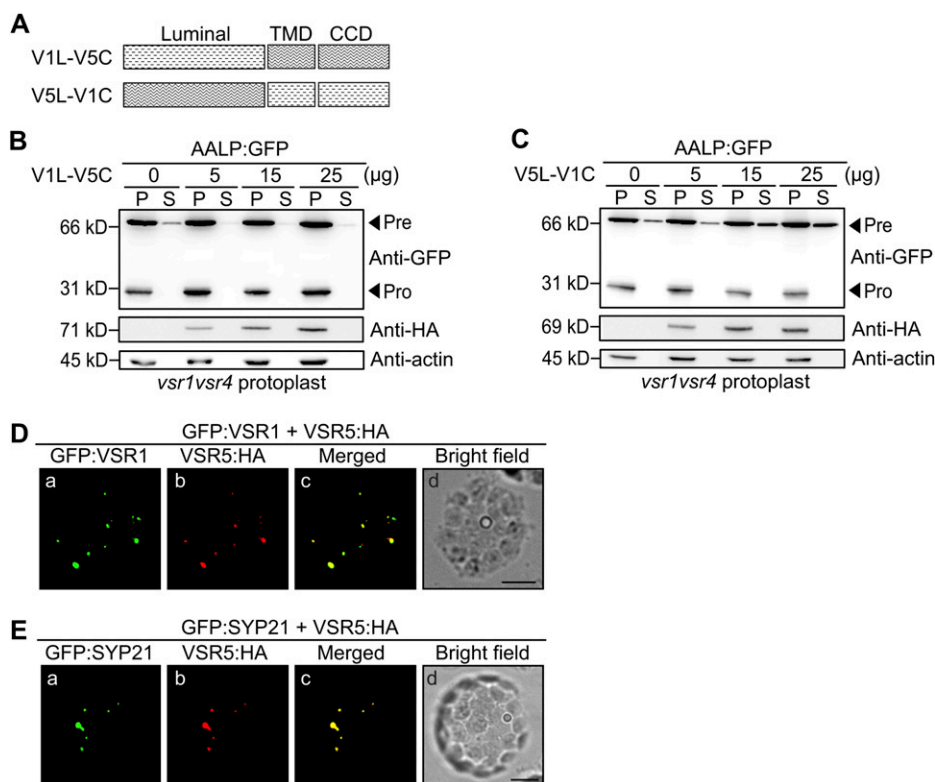 A
Luminal TMD CCD
V1L-V5C
V5L-V1C
B
AALP:GFP
V1L-V5C 0 5 15 25 (µg)
P S P S P S P S
66 kD Pre
Anti-GFP
31 kD Pro
71 kD Anti-HA
45 kD Anti-actin
vsr1vsr4 protoplast
C
AALP:GFP
V5L-V1C 0 5 15 25 (µg)
P S P S P S P S
66 kD Pre
Anti-GFP
31 kD Pro
69 kD Anti-HA
45 kD Anti-actin
vsr1vsr4 protoplast
D
GFP:VSR1 + VSR5:HA
GFP:VSR1 VSR5:HA Merged Bright field
a b c d
E
GFP:SYP21 + VSR5:HA
GFP:SYP21 VSR5:HA Merged Bright field
a b c d